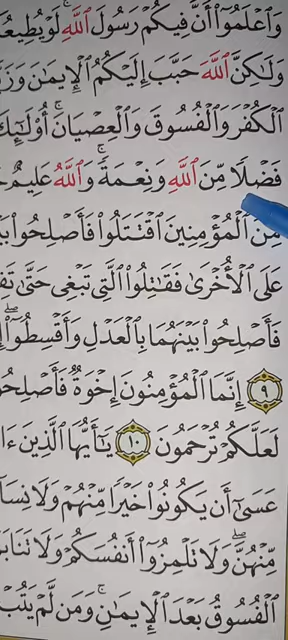 وَٱعۡلَمُوٓاْ أَنَّ فِيكُمۡ رَسُولَ ٱللَّهِۚ لَوۡ يُطِيعُ
وَلَٰكِنَّ ٱللَّهَ حَبَّبَ إِلَيۡكُمُ ٱلۡإِيمَٰنَ
ٱلۡكُفۡرَ وَٱلۡفُسُوقَ وَٱلۡعِصۡيَانَۚ أُوْلَٰٓئِكَ
فَضۡلٗا مِّنَ ٱللَّهِ وَنِعۡمَةٗۚ وَٱللَّهُ عَلِيمٌ
مِنَ ٱلۡمُؤۡمِنِينَ ٱقۡتَتَلُواْ فَأَصۡلِحُواْ
عَلَى ٱلۡأُخۡرَىٰ فَقَٰتِلُواْ ٱلَّتِي تَبۡغِي حَتَّىٰ
فَأَصۡلِحُواْ بَيۡنَهُمَا بِٱلۡعَدۡلِ وَأَقۡسِطُوٓاْۖ
٩ إِنَّمَا ٱلۡمُؤۡمِنُونَ إِخۡوَةٞ فَأَصۡلِحُ
لَعَلَّكُمۡ تُرۡحَمُونَ ١٠ يَٰٓأَيُّهَا ٱلَّذِينَ ءَا
عَسَىٰٓ أَن يَكُونُواْ خَيۡرٗا مِّنۡهُمۡ وَلَا نِسَا
مِّنۡهُنَّۖ وَلَا تَلۡمِزُوٓاْ أَنفُسَكُمۡ وَلَا تَنَابَ
ٱلۡفُسُوقُ بَعۡدَ ٱلۡإِيمَٰنِۚ وَمَن لَّمۡ يَتُبۡ